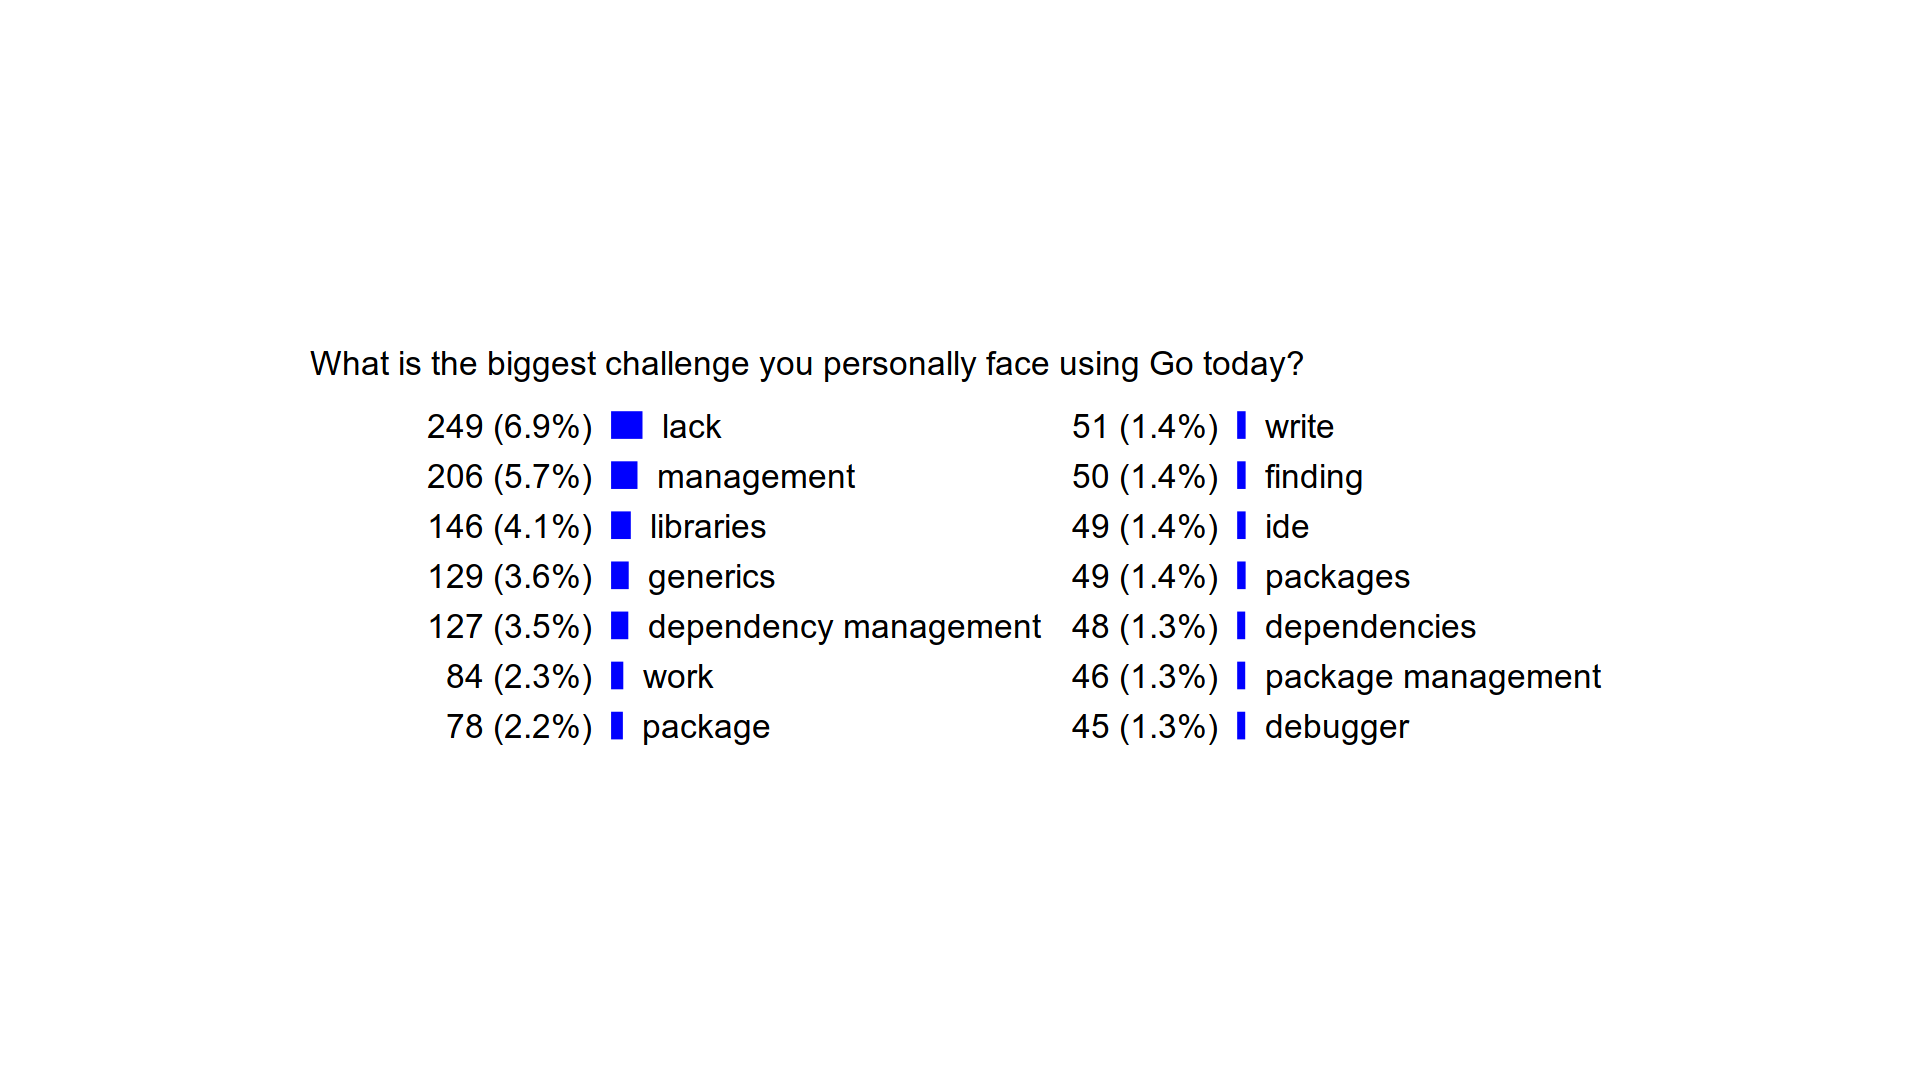 What is the biggest challenge you personally face using Go today?
249 (6.9%) lack
206 (5.7%) management
146 (4.1%) libraries
129 (3.6%) generics
127 (3.5%) dependency management
84 (2.3%) work
78 (2.2%) package
51 (1.4%) write
50 (1.4%) finding
49 (1.4%) ide
49 (1.4%) packages
48 (1.3%) dependencies
46 (1.3%) package management
45 (1.3%) debugger